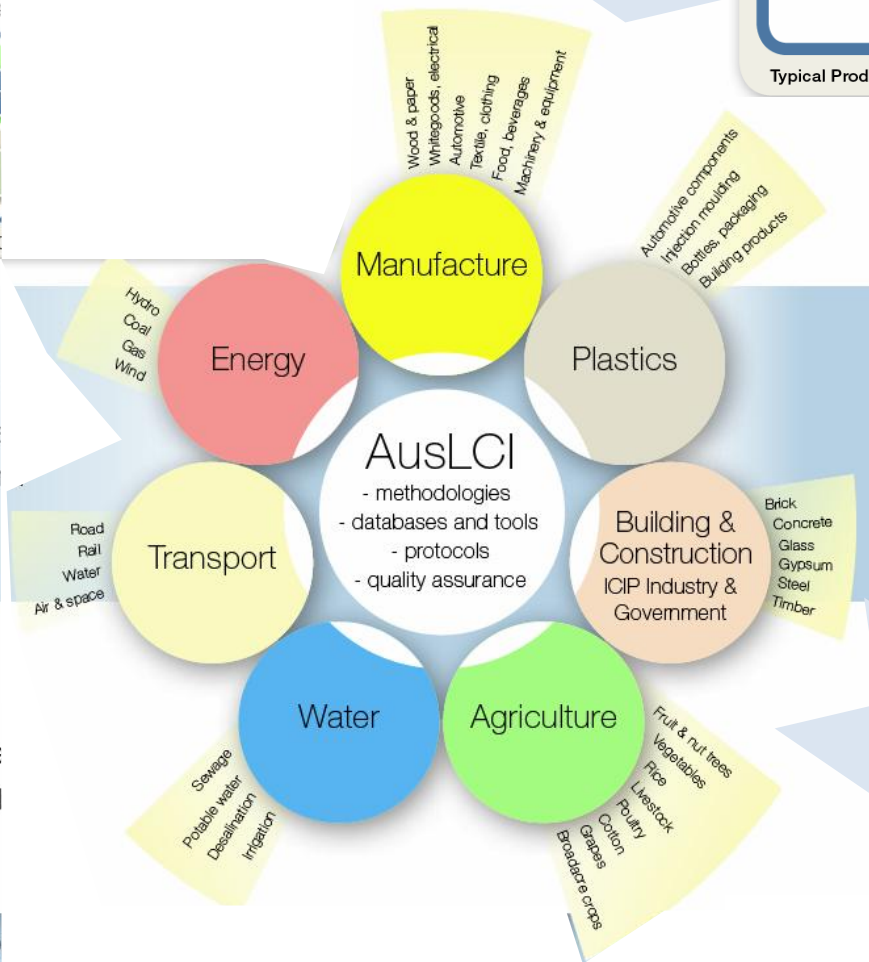 Typical Prod
Wood & paper
Whitegoods, electrical
Automotive
Textile, clothing
Food, beverages
Machinery & equipment
Manufacture
Automotive components
Injection moulding
Bottles, packaging
Building products
Plastics
Hydro
Coal
Gas
Wind
Energy
AusLCI
- methodologies
- databases and tools
- protocols
- quality assurance
Brick
Concrete
Glass
Gypsum
Steel
Timber
Building &
Construction
ICIP Industry &
Government
Road
Rail
Water
Air & space
Transport
Water
Sewage
Potable water
Desalination
Irrigation
Agriculture
Fruit & nut trees
Vegetables
Rice
Livestock
Poultry
Cotton
Grapes
Broadacre crops